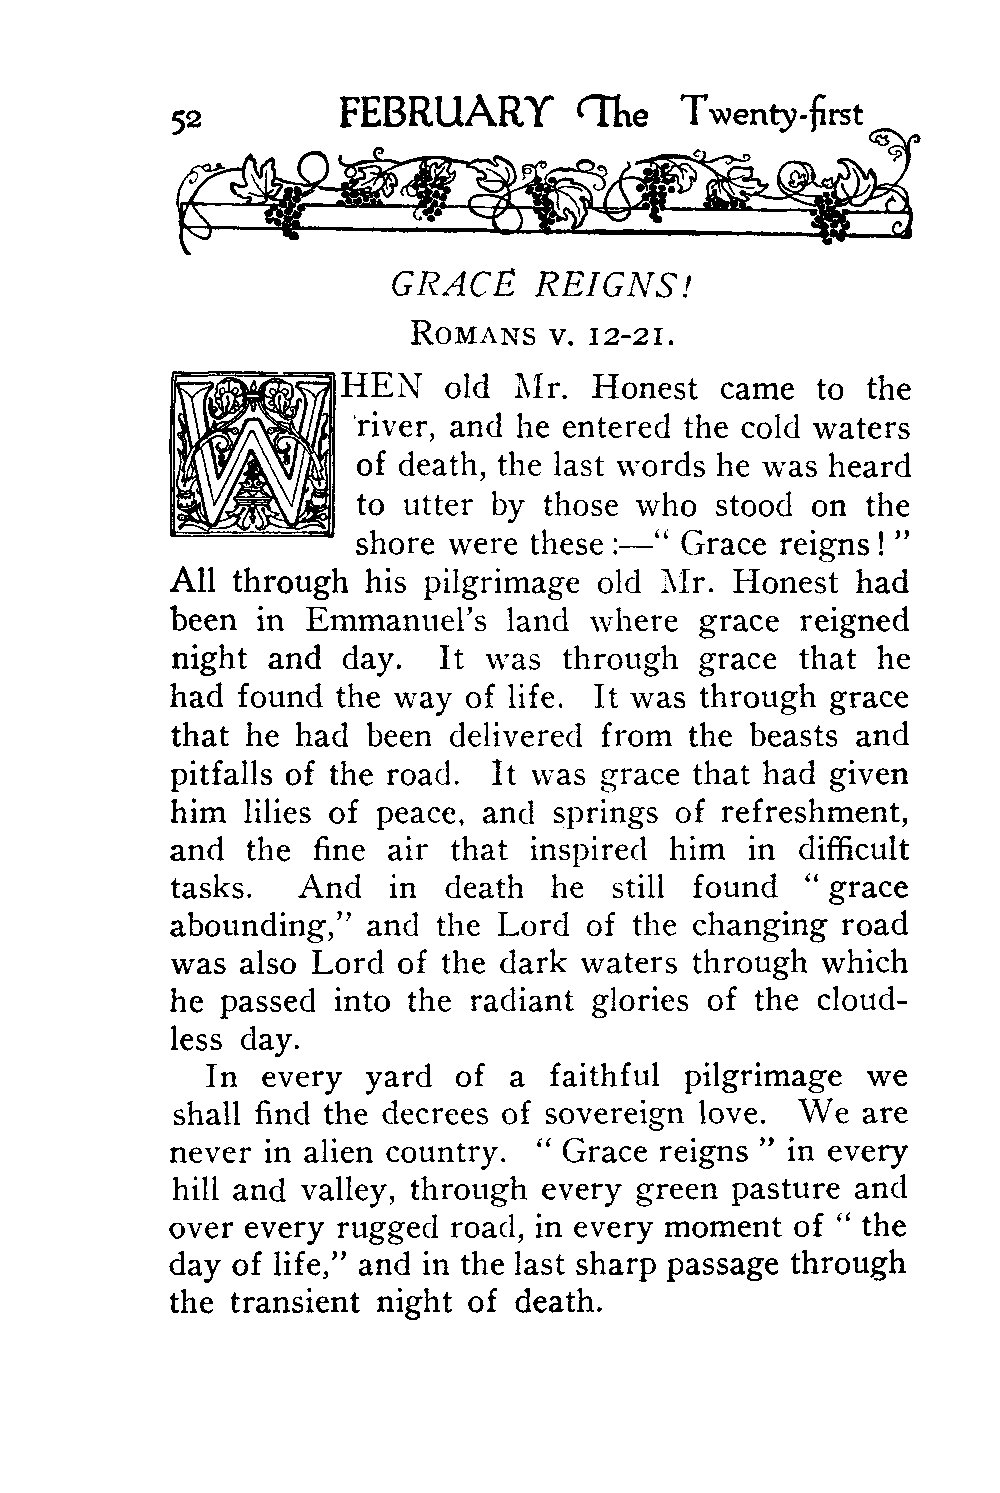 52 FEBRUARY The Twenty-first
GRACE REIGNS!
ROMANS V. 12-21.
WHEN old Mr. Honest came to the
river, and he entered the cold waters
of death, the last words he was heard
to utter by those who stood on the
shore were these :—“ Grace reigns ! ”
All through his pilgrimage old Mr. Honest had
been in Emmanuel’s land where grace reigned
night and day. It was through grace that he
had found the way of life. It was through grace
that he had been delivered from the beasts and
pitfalls of the road. It was grace that had given
him lilies of peace, and springs of refreshment,
and the fine air that inspired him in difficult
tasks. And in death he still found “ grace
abounding,” and the Lord of the changing road
was also Lord of the dark waters through which
he passed into the radiant glories of the cloud-
less day.
In every yard of a faithful pilgrimage we
shall find the decrees of sovereign love. We are
never in alien country. “ Grace reigns ” in every
hill and valley, through every green pasture and
over every rugged road, in every moment of “ the
day of life,” and in the last sharp passage through
the transient night of death.